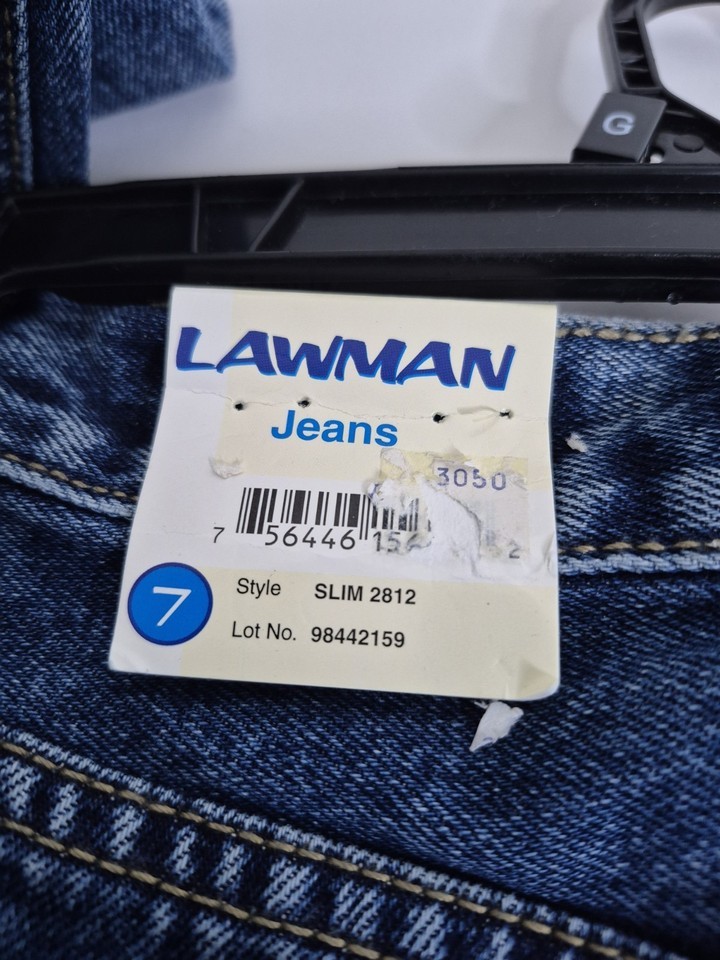 G
LAWMAN
Jeans
3050
7 56446 15 2
7
Style SLIM 2812
Lot No. 98442159